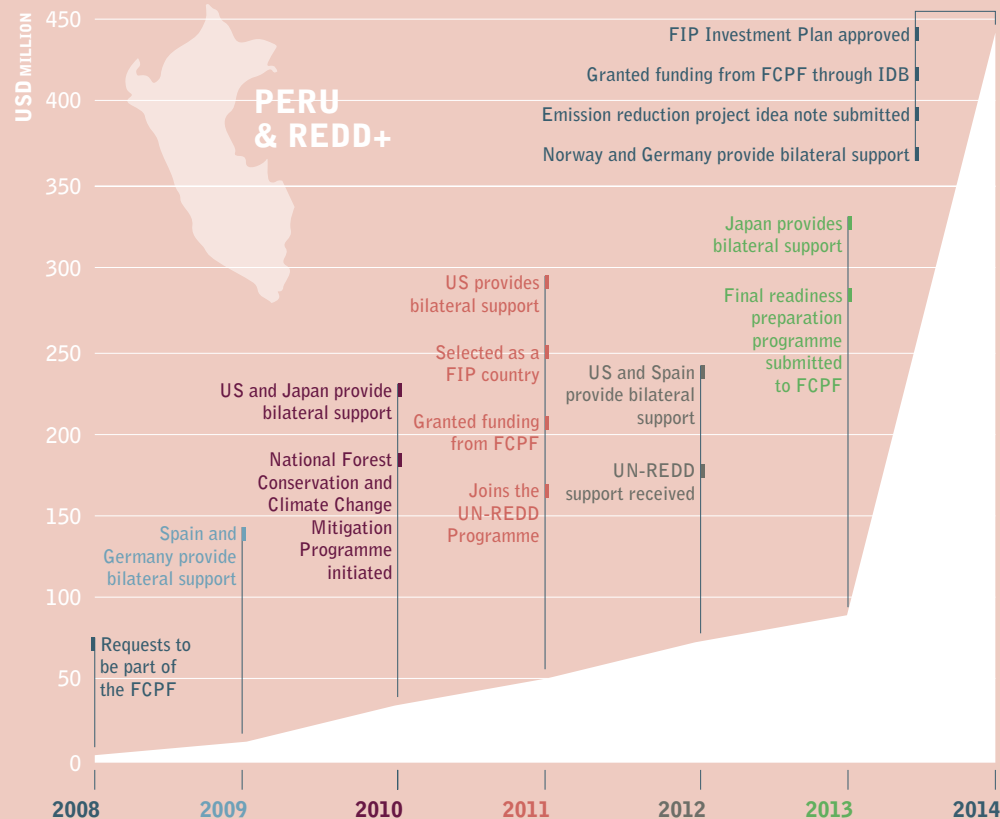 USD MILLION
450
400
350
300
250
200
150
100
50
0
PERU
& REDD+
Requests to
be part of
the FCPF
Spain and
Germany provide
bilateral support
US and Japan provide
bilateral support
National Forest
Conservation and
Climate Change
Mitigation
Programme
initiated
US provides
bilateral support
Selected as a
FIP country
Granted funding
from FCPF
Joins the
UN-REDD
Programme
US and Spain
provide bilateral
support
UN-REDD
support received
Japan provides
bilateral support
Final readiness
preparation
programme
submitted
to FCPF
FIP Investment Plan approved
Granted funding from FCPF through IDB
Emission reduction project idea note submitted
Norway and Germany provide bilateral support
2008 2009 2010 2011 2012 2013 2014